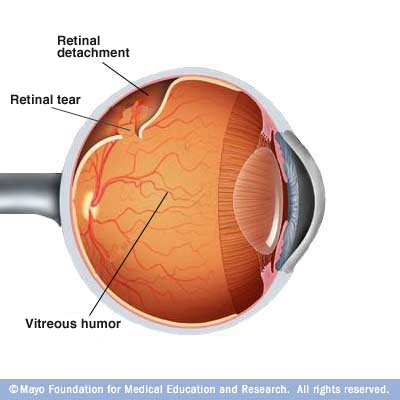 Retinal
detachment
Retinal tear
Vitreous humor
© Mayo Foundation for Medical Education and Research. All rights reserved.